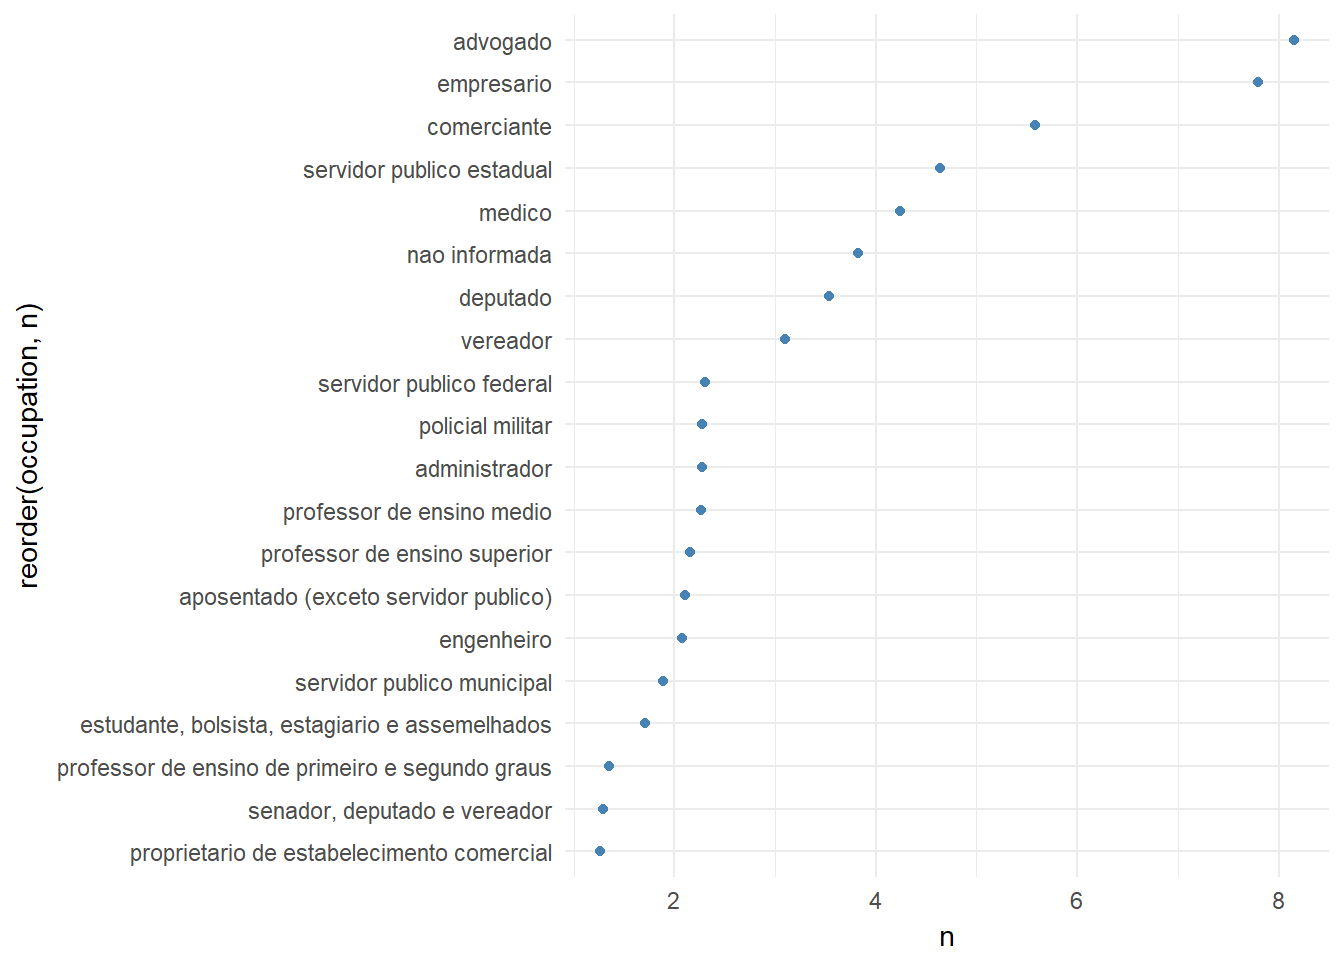 advogado
empresario
comerciante
servidor publico estadual
medico
nao informada
deputado
vereador
servidor publico federal
policial militar
administrador
professor de ensino medio
professor de ensino superior
aposentado (exceto servidor publico)
engenheiro
servidor publico municipal
estudante, bolsista, estagiario e assemelhados
professor de ensino de primeiro e segundo graus
senador, deputado e vereador
proprietario de estabelecimento comercial
reorder(occupation, n)
2 4 6 8
n